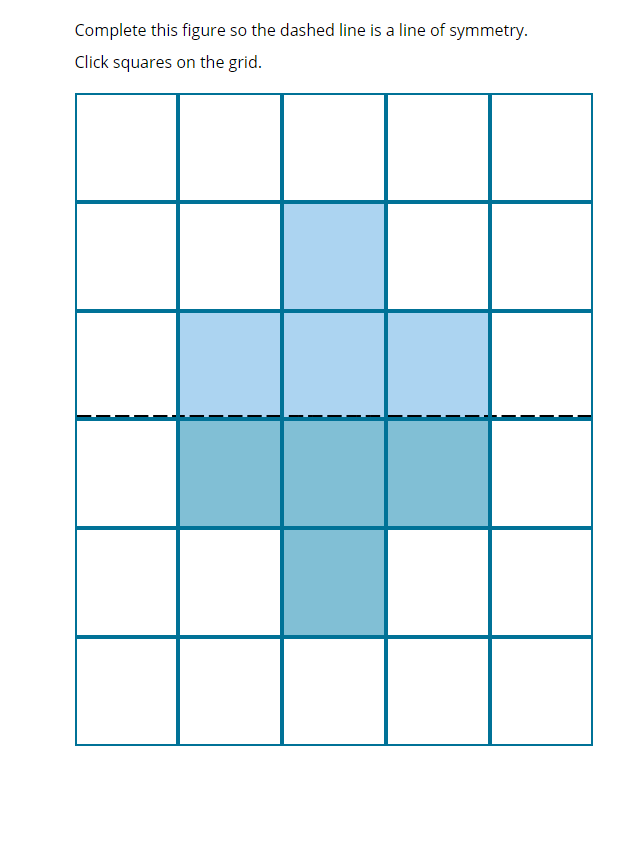 Complete this figure so the dashed line is a line of symmetry.
Click squares on the grid.